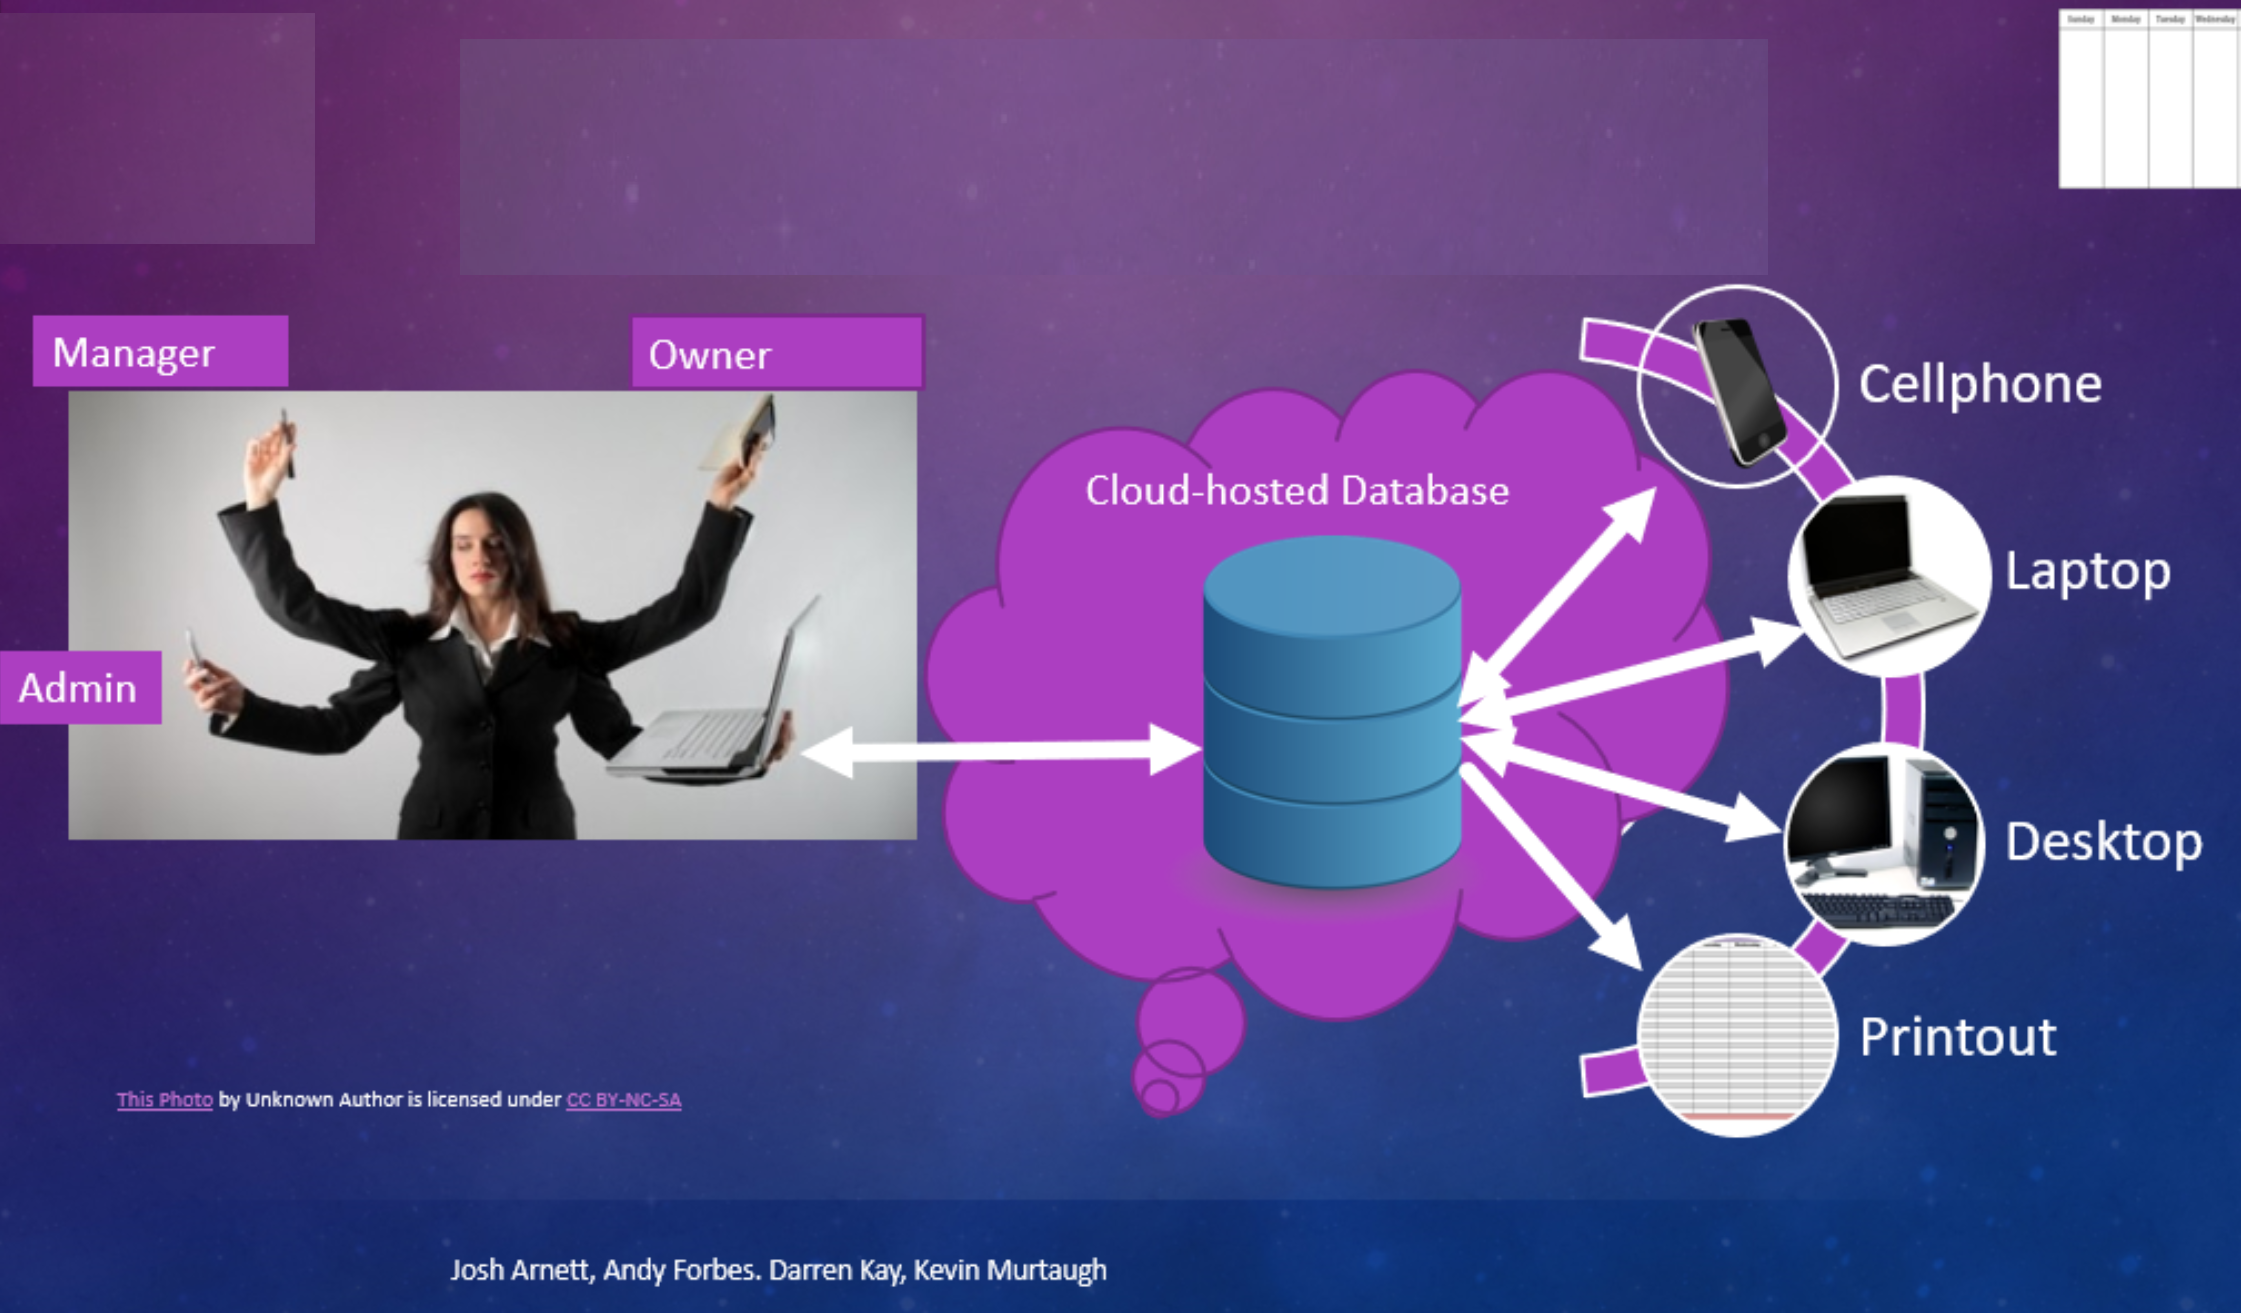 Sunday Monday Tuesday Wednesday
Manager
Owner
Cellphone
Cloud-hosted Database
Laptop
Admin
Desktop
Printout
This Photo by Unknown Author is licensed under CC BY-NC-SA
Josh Arnett, Andy Forbes. Darren Kay, Kevin Murtaugh